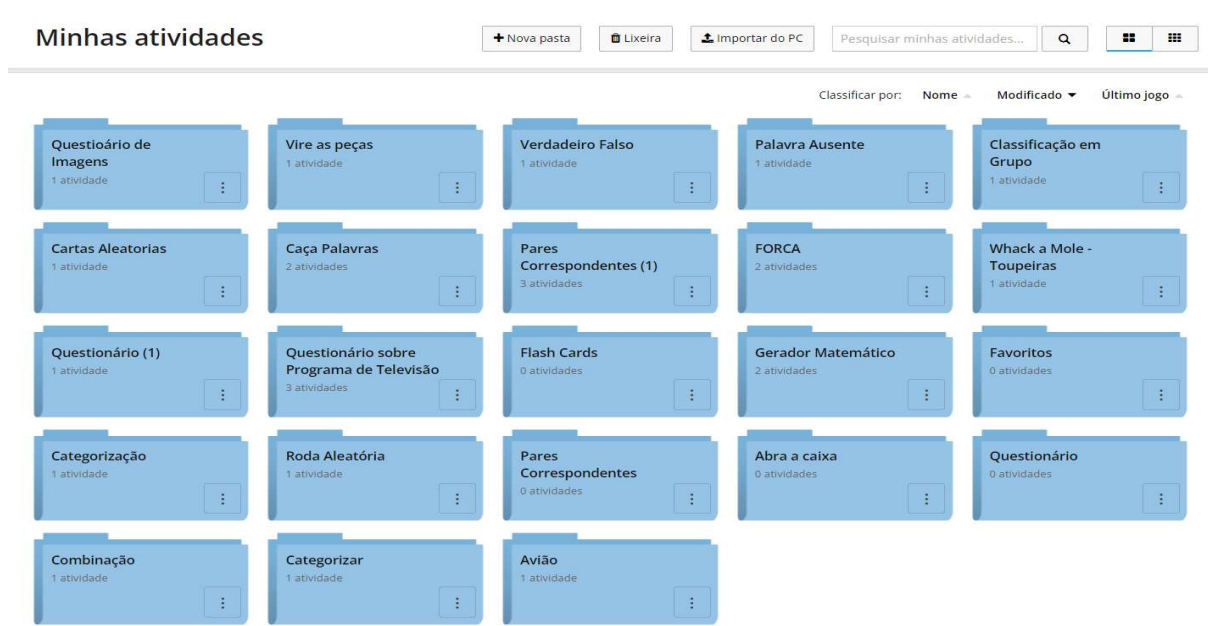 Minhas atividades
Nova pasta
Lixeira
Importar do PC
Pesquisar minhas atividades...
Classificar por: Nome Modificado Último jogo
Questioário de
Imagens
1 atividade
Vire as peças
1 atividade
Verdadeiro Falso
1 atividade
Palavra Ausente
1 atividade
Classificação em
Grupo
1 atividade
Cartas Aleatorias
1 atividade
Caça Palavras
2 atividades
Pares
Correspondentes (1)
3 atividades
FORCA
2 atividades
Whack a Mole -
Toupeiras
1 atividade
Questionário (1)
1 atividade
Questionário sobre
Programa de Televisão
3 atividades
Flash Cards
0 atividades
Gerador Matemático
2 atividades
Favoritos
0 atividades
Categorização
1 atividade
Roda Aleatória
1 atividade
Pares
Correspondentes
0 atividades
Abra a caixa
0 atividades
Questionário
0 atividades
Combinação
1 atividade
Categorizar
1 atividade
Avião
1 atividade